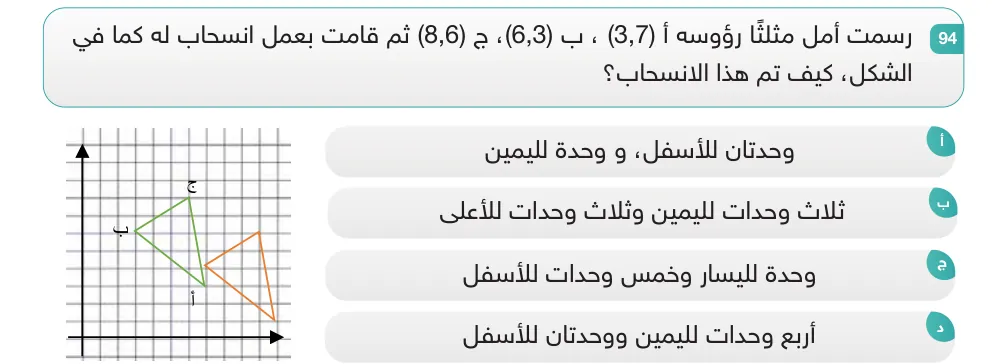 94
رسمت أمل مثلثًا رؤوسه أ (3,7) ، ب (6,3)، ج (8,6) ثم قامت بعمل انسحاب له كما في
الشكل، كيف تم هذا الانسحاب؟
أ
وحدتان للأسفل، و وحدة لليمين
ب
ثلاث وحدات لليمين وثلاث وحدات للأعلى
ج
وحدة لليسار وخمس وحدات للأسفل
د
أربع وحدات لليمين ووحدتان للأسفل
ج
ب
أ